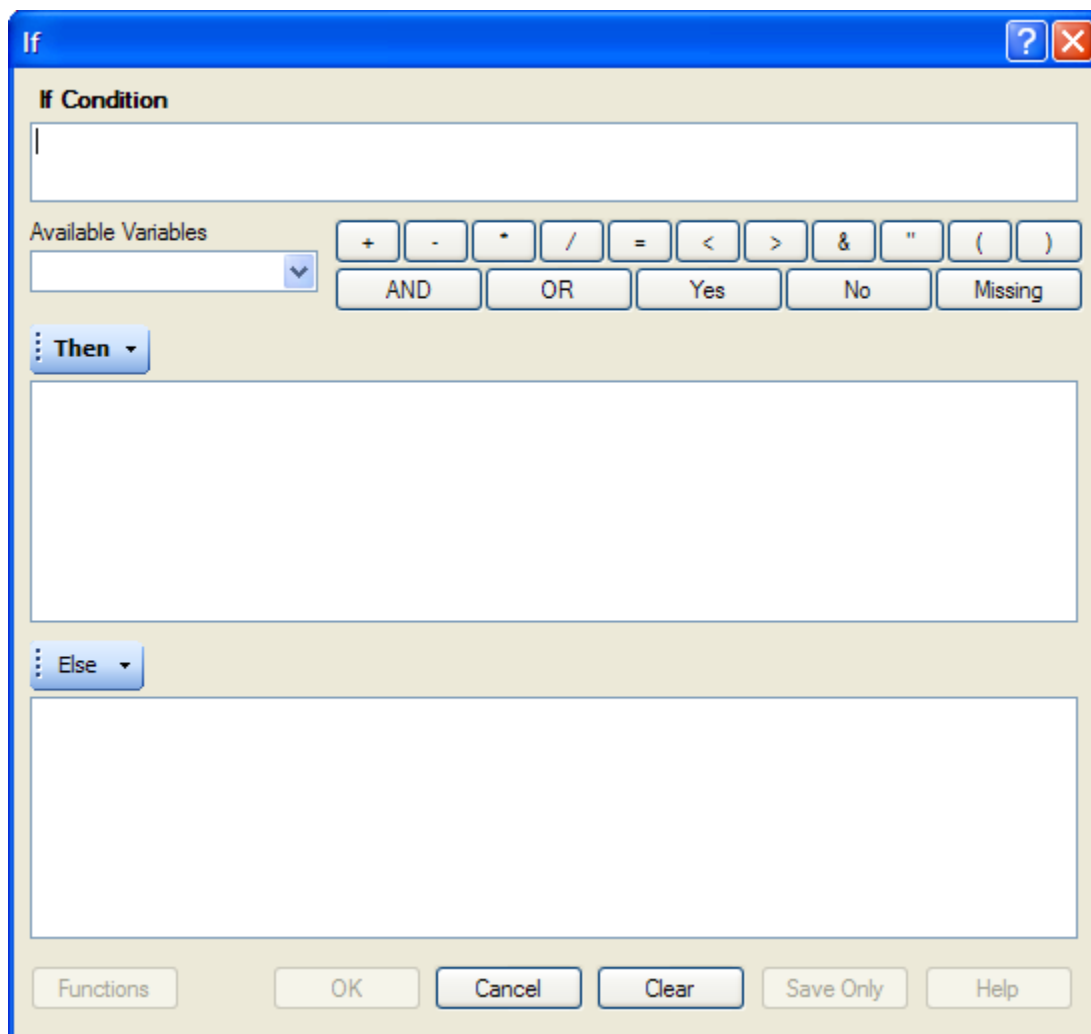 If ?
If Condition
Available Variables
+ - * / = < > & " ( )
AND OR Yes No Missing
Then
Else
Functions OK Cancel Clear Save Only Help